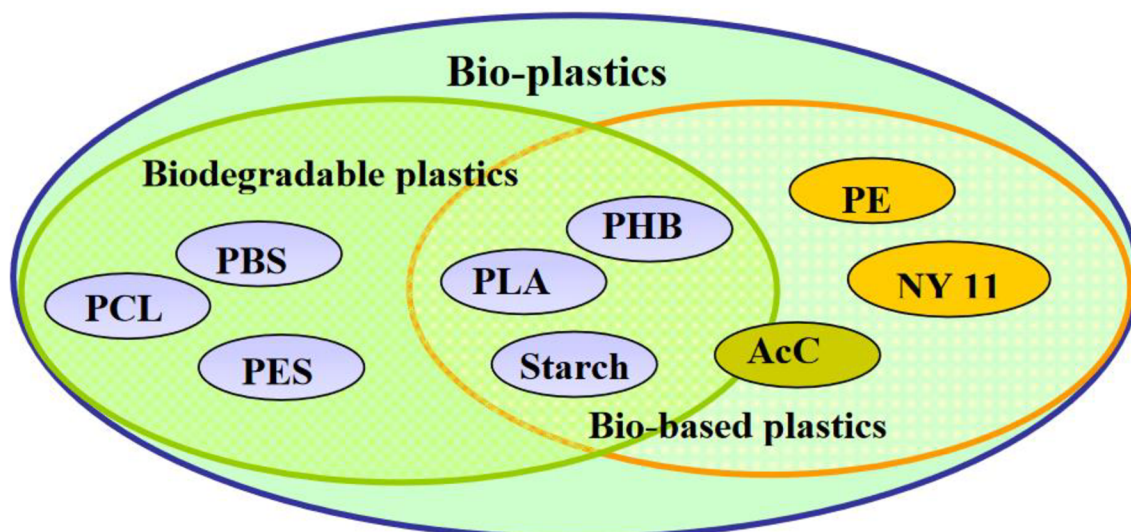 Bio-plastics
Biodegradable plastics
PE
PHB
PBS
PLA
NY 11
PCL
AcC
PES
Starch
Bio-based plastics